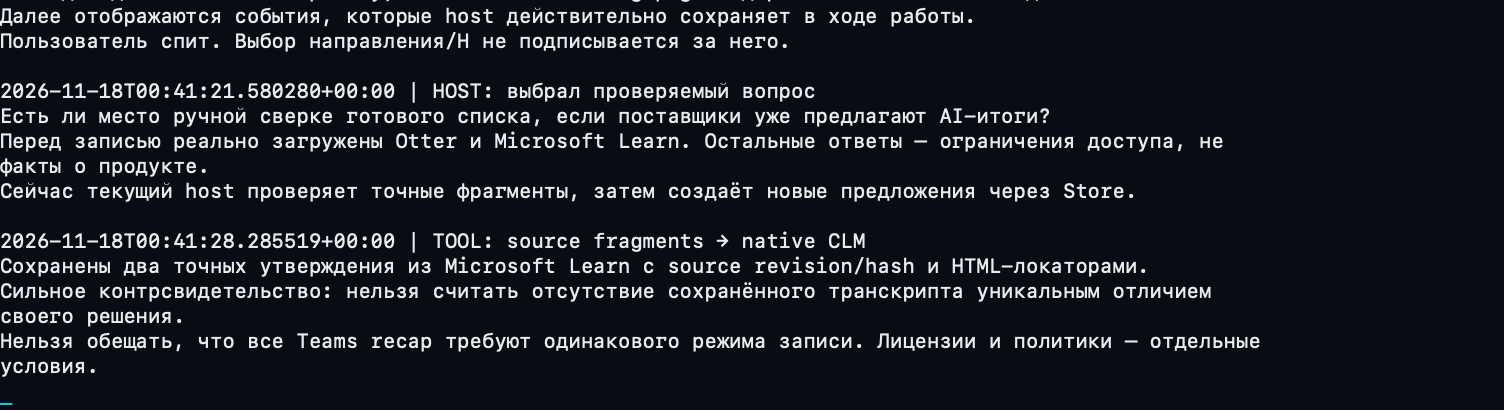 Далее отображаются события, которые host действительно сохраняет в ходе работы.
Пользователь спит. Выбор направления/H не подписывается за него.
2026-11-18T00:41:21.580280+00:00 | HOST: выбрал проверяемый вопрос
Есть ли место ручной сверке готового списка, если поставщики уже предлагают AI-итоги?
Перед записью реально загружены Otter и Microsoft Learn. Остальные ответы — ограничения доступа, не
факты о продукте.
Сейчас текущий host проверяет точные фрагменты, затем создаёт новые предложения через Store.
2026-11-18T00:41:28.285519+00:00 | TOOL: source fragments → native CLM
Сохранены два точных утверждения из Microsoft Learn с source revision/hash и HTML-локаторами.
Сильное контрсвидетельство: нельзя считать отсутствие сохранённого транскрипта уникальным отличием
своего решения.
Нельзя обещать, что все Teams recap требуют одинакового режима записи. Лицензии и политики — отдельные
условия.